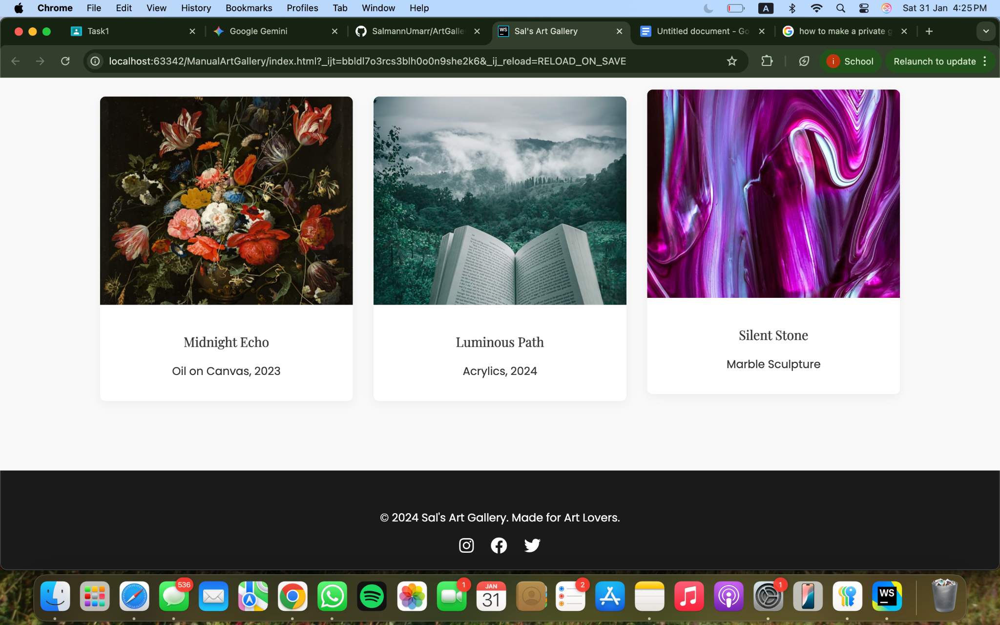 Chrome File Edit View History Bookmarks Profiles Tab Window Help A Sat 31 Jan 4:25 PM
Task1 Google Gemini SalmannUmarr/ArtGalle WS Sal's Art Gallery Untitled document - Go how to make a private g
localhost:63342/ManualArtGallery/index.html?_ijt=bbldl7o3rcs3blh0o0n9she2k6&_ij_reload=RELOAD_ON_SAVE i School Relaunch to update
Midnight Echo
Oil on Canvas, 2023
Luminous Path
Acrylics, 2024
Silent Stone
Marble Sculpture
© 2024 Sal's Art Gallery. Made for Art Lovers.
536 1 JAN 31 2 1 WS